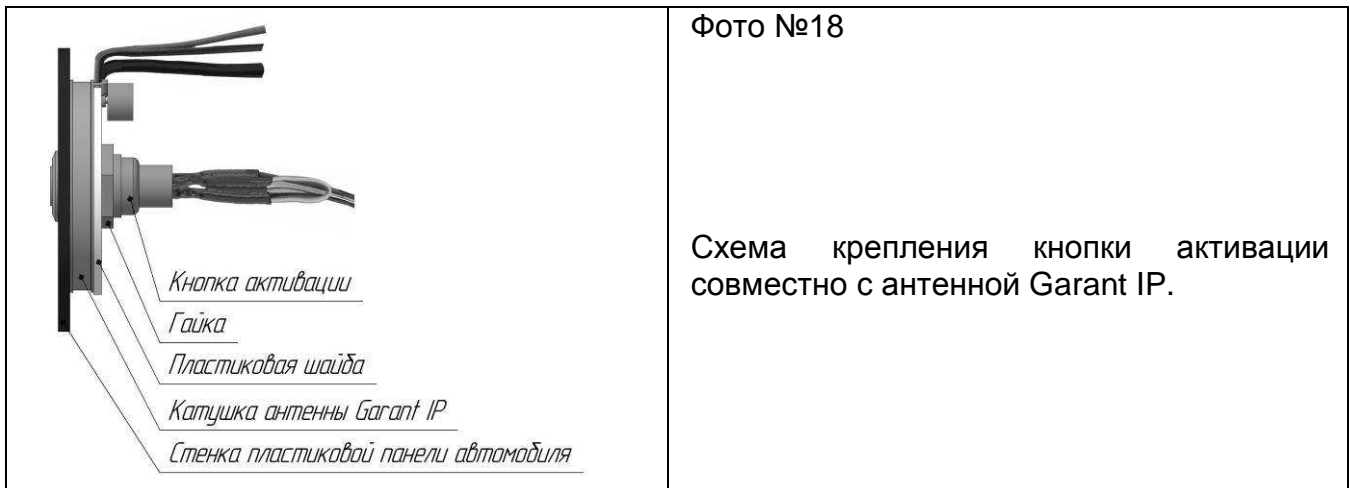 Фото №18
Схема крепления кнопки активации
совместно с антенной Garant IP.
Кнопка активации
Гайка
Пластиковая шайба
Катушка антенны Garant IP
Стенка пластиковой панели автомобиля